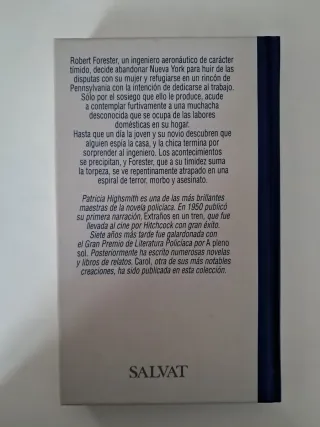 Robert Forester, un ingeniero aeronáutico de carácter
tímido, decide abandonar Nueva York para huir de las
disputas con su mujer y refugiarse en un rincón de
Pennsylvania con la intención de dedicarse al trabajo.
Sólo por el sosiego que ello le produce, acude
a contemplar furtivamente a una muchacha
desconocida que se ocupa de las labores
domésticas en su hogar.
Hasta que un día la joven y su novio descubren que
alguien espía la casa, y la chica termina por
sorprender al ingeniero. Los acontecimientos
se precipitan, y Forester, que a su timidez suma
la torpeza, se ve repentinamente atrapado en una
espiral de terror, morbo y asesinato.
Patricia Highsmith es una de las más brillantes
maestras de la novela policiaca. En 1950 publicó
su primera narración, Extraños en un tren, que fue
llevada al cine por Hitchcock con gran éxito.
Siete años más tarde fue galardonada con
el Gran Premio de Literatura Policiaca por A pleno
sol. Posteriormente ha escrito numerosas novelas
y libros de relatos. Carol, otra de sus más notables
creaciones, ha sido publicada en esta colección.
SALVAT